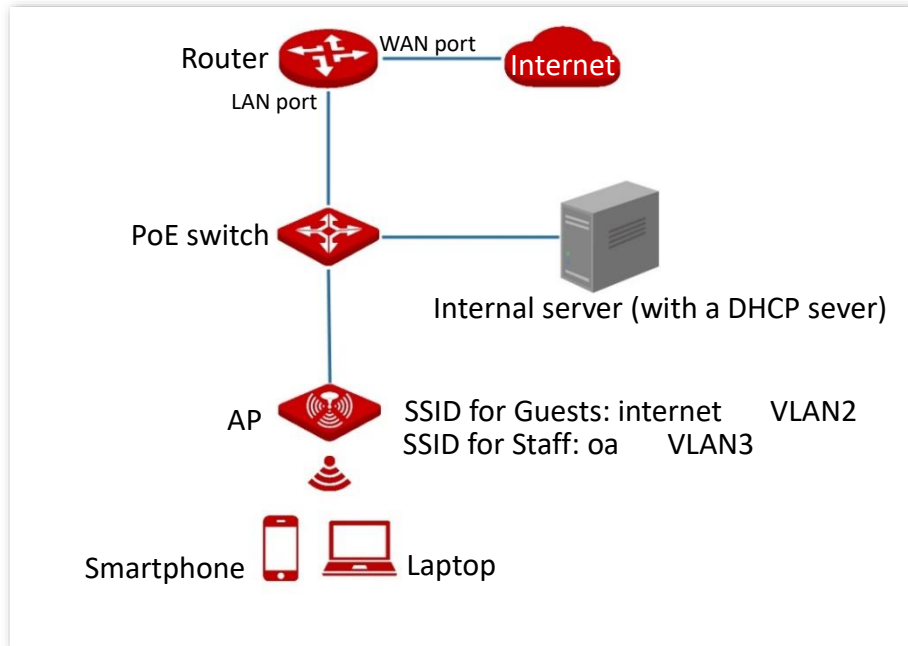 Router
WAN port
Internet
LAN port
PoE switch
Internal server (with a DHCP sever)
AP
SSID for Guests: internet VLAN2
SSID for Staff: oa VLAN3
Smartphone
Laptop